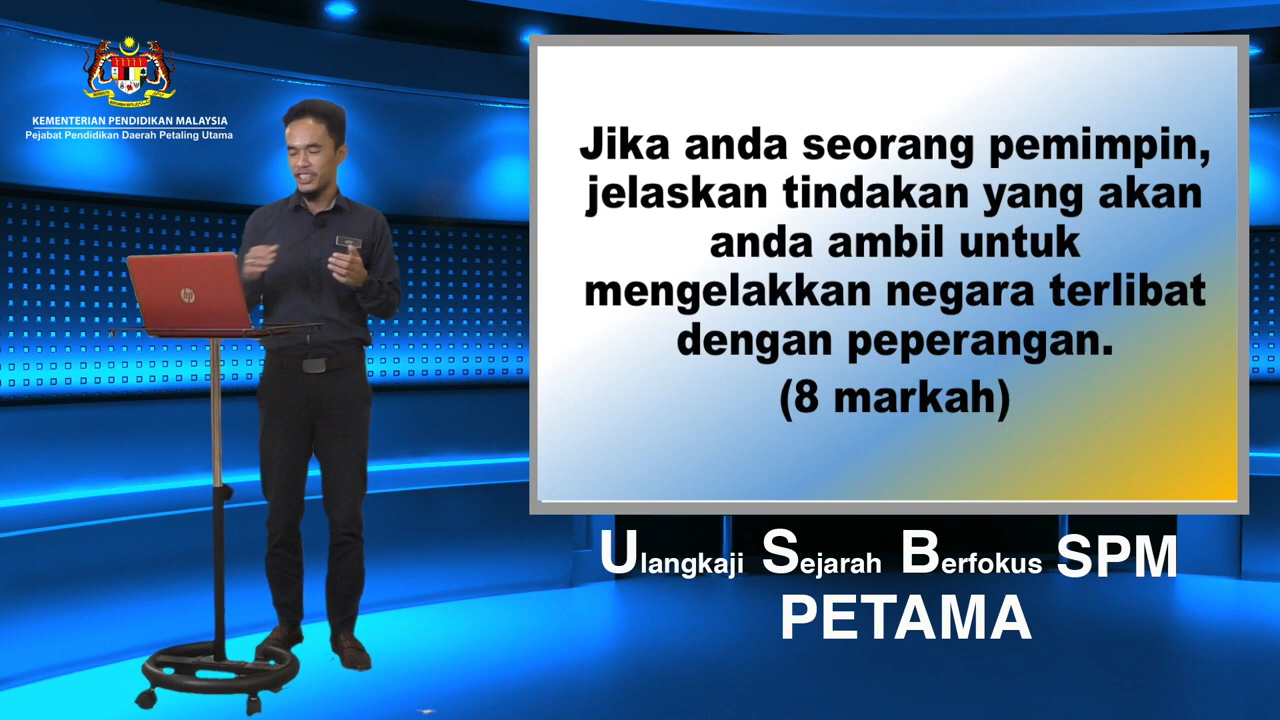 KEMENTERIAN PENDIDIKAN MALAYSIA
Pejabat Pendidikan Daerah Petaling Utama
hp
Jika anda seorang pemimpin,
jelaskan tindakan yang akan
anda ambil untuk
mengelakkan negara terlibat
dengan peperangan.
(8 markah)
Ulangkaji Sejarah Berfokus SPM
PETAMA